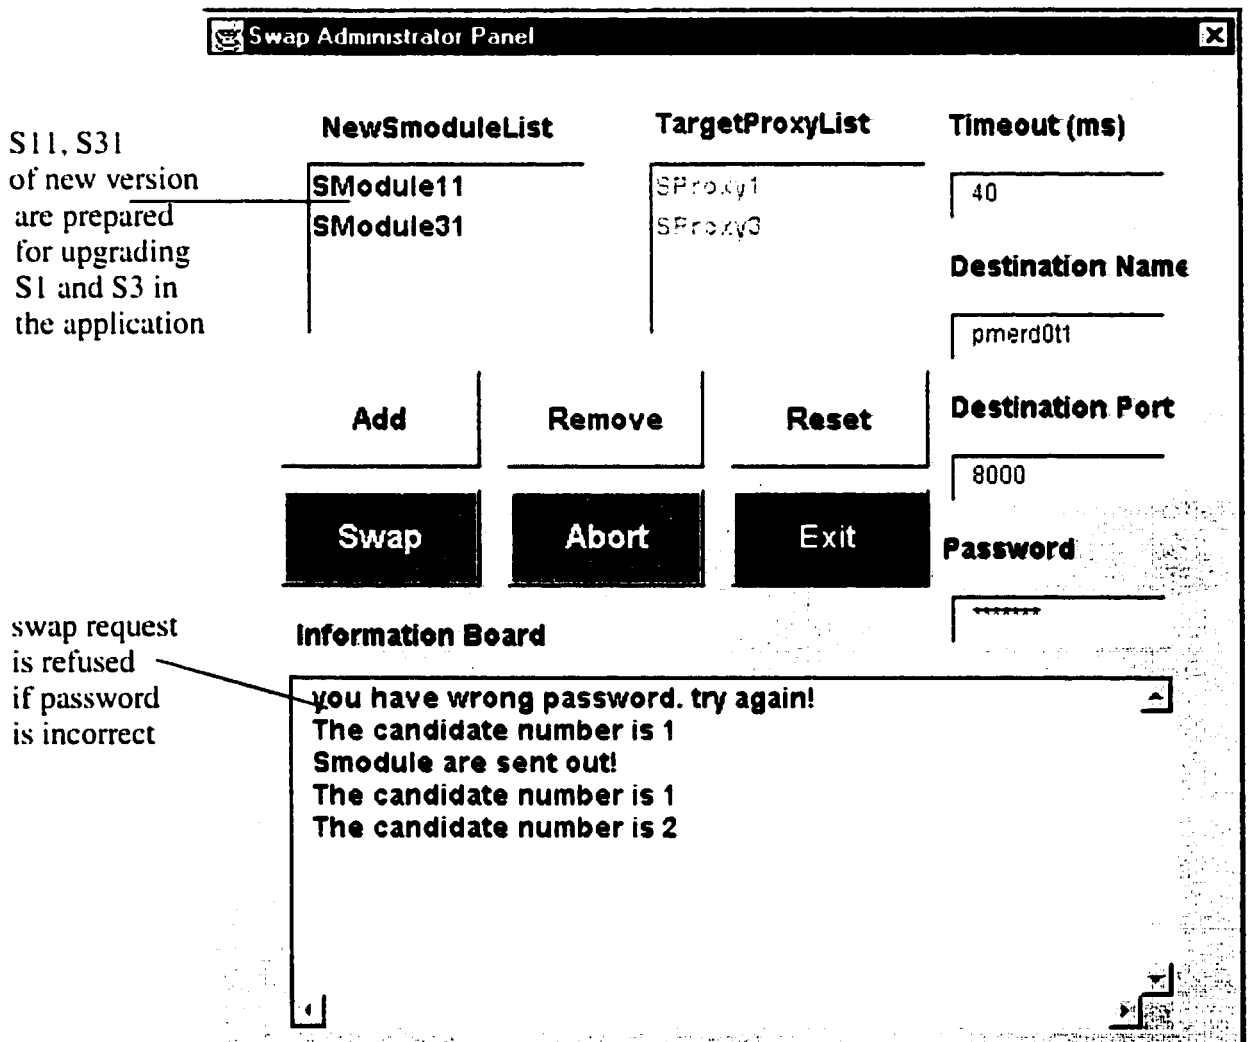 Swap Administrator Panel
S11, S31
of new version
are prepared
for upgrading
S1 and S3 in
the application
NewSmoduleList
SModule11
SModule31
TargetProxyList
SProxy1
SProxy3
Timeout (ms)
40
Destination Name
pmerd0tt
Destination Port
8000
Password
*******
Add
Remove
Reset
Swap
Abort
Exit
swap request
is refused
if password
is incorrect
Information Board
you have wrong password. try again!
The candidate number is 1
Smodule are sent out!
The candidate number is 1
The candidate number is 2